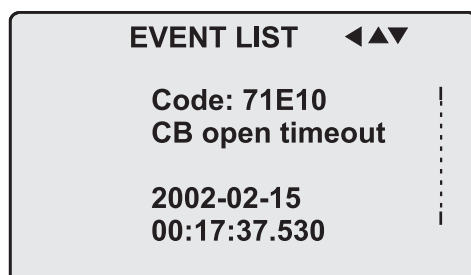 EVENT LIST ◀▲▼
Code: 71E10
CB open timeout
2002-02-15
00:17:37.530